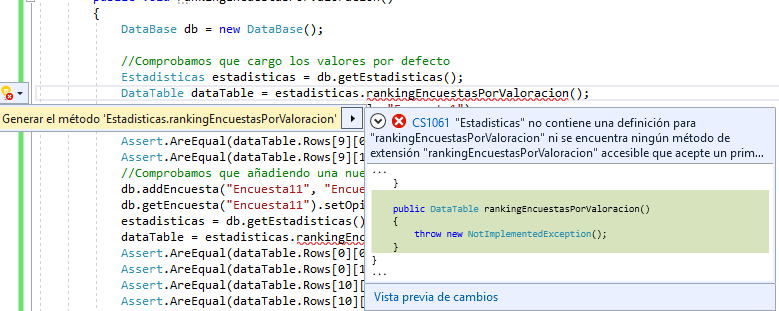 {
DataBase db = new DataBase();
//Comprobamos que cargo los valores por defecto
Estadisticas estadisticas = db.getEstadisticas();
DataTable dataTable = estadisticas.rankingEncuestasPorValoracion();
Generar el método 'Estadisticas.rankingEncuestasPorValoracion'
CS1061 "Estadisticas" no contiene una definición para
"rankingEncuestasPorValoracion" ni se encuentra ningún método de
extensión "rankingEncuestasPorValoracion" accesible que acepte un prim...
...
}
public DataTable rankingEncuestasPorValoracion()
{
throw new NotImplementedException();
}
}
...
Vista previa de cambios
Assert.AreEqual(dataTable.Rows[9][0
Assert.AreEqual(dataTable.Rows[9][1
//Comprobamos que añadiendo una nue
db.addEncuesta("Encuesta11", "Encue
db.getEncuesta("Encuesta11").setOpi
estadisticas = db.getEstadisticas()
dataTable = estadisticas.rankingEnc
Assert.AreEqual(dataTable.Rows[0][0
Assert.AreEqual(dataTable.Rows[0][1
Assert.AreEqual(dataTable.Rows[10][
Assert.AreEqual(dataTable.Rows[10][